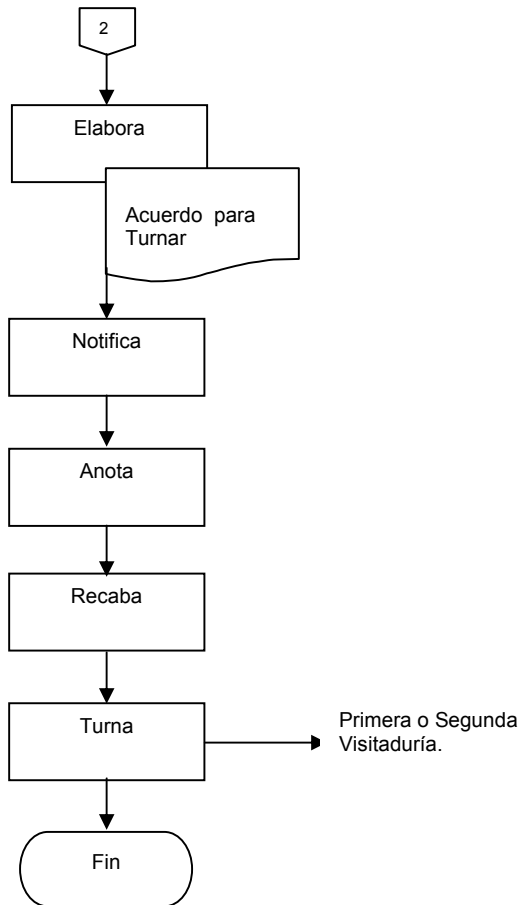 2
Elabora
Acuerdo para
Turnar
Notifica
Anota
Recaba
Turna
Primera o Segunda
Visitaduría.
Fin